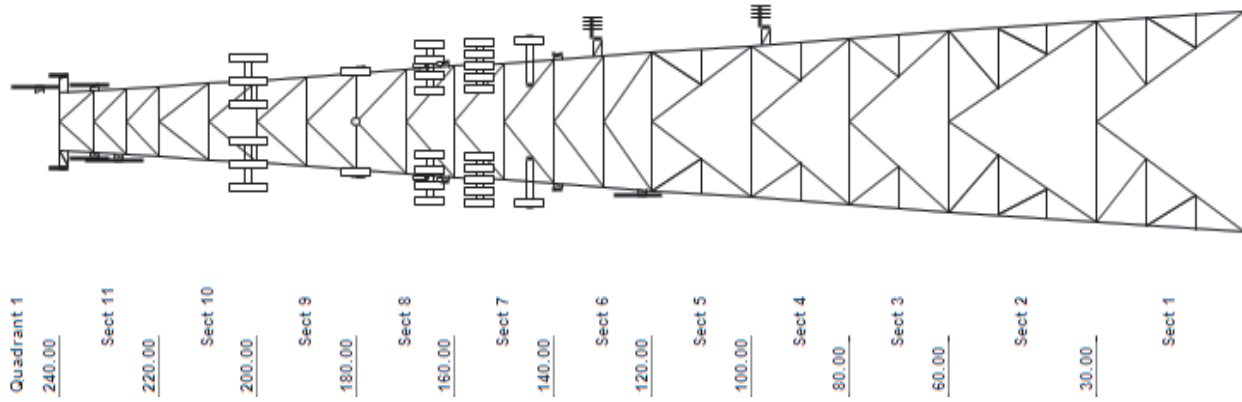 Quadrant 1
240.00
Sect 11
220.00
Sect 10
200.00
Sect 9
180.00
Sect 8
160.00
Sect 7
140.00
Sect 6
120.00
Sect 5
100.00
Sect 4
80.00
Sect 3
60.00
Sect 2
30.00
Sect 1